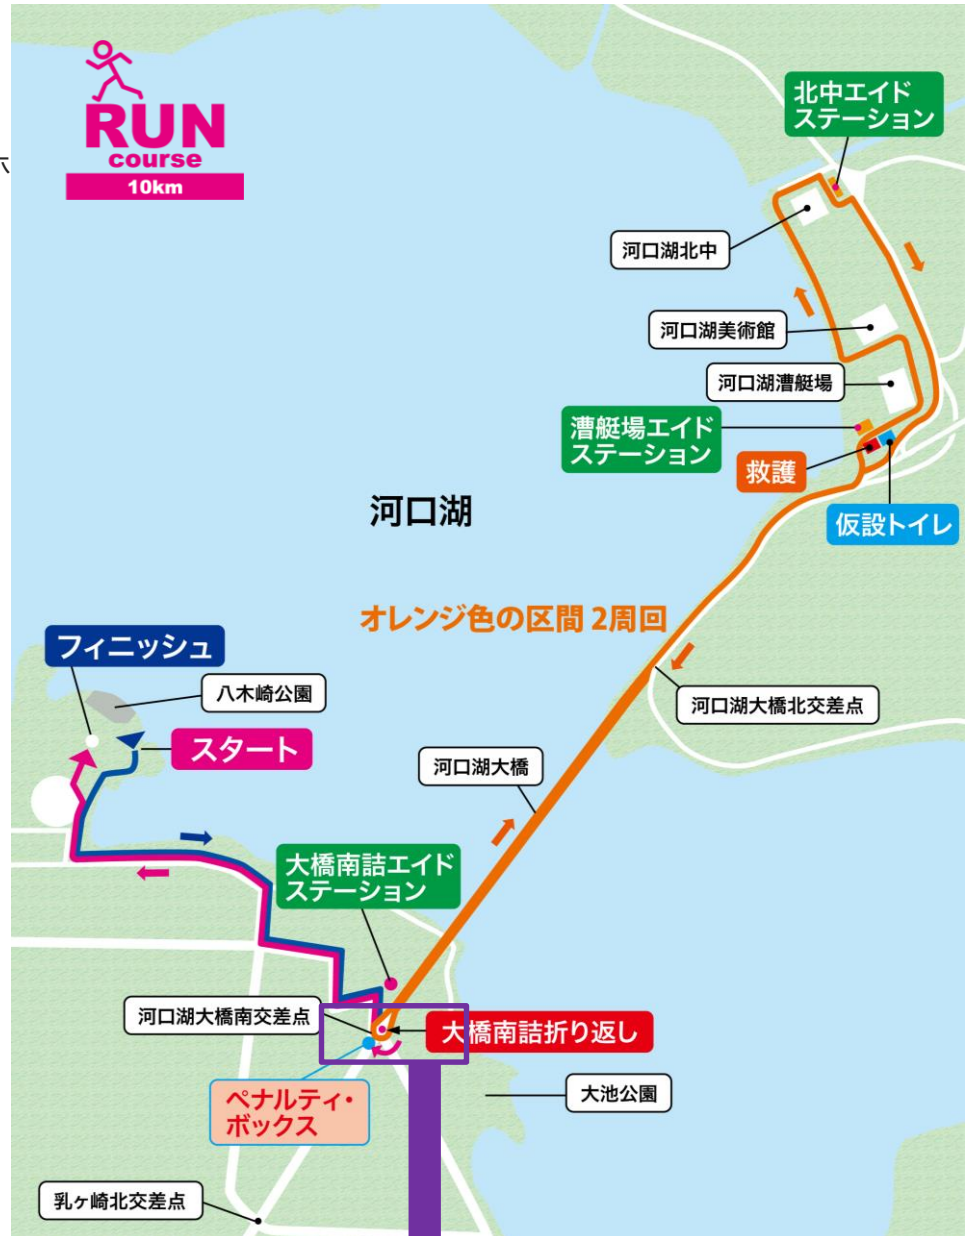 RUN
course
10km
北中エイド
ステーション
河口湖北中
河口湖美術館
河口湖漕艇場
漕艇場エイド
ステーション
救護
仮設トイレ
河口湖
オレンジ色の区間 2周回
フィニッシュ
八木崎公園
スタート
河口湖大橋北交差点
河口湖大橋
大橋南詰エイド
ステーション
河口湖大橋南交差点
大橋南詰折り返し
ペナルティ・
ボックス
大池公園
乳ヶ崎北交差点